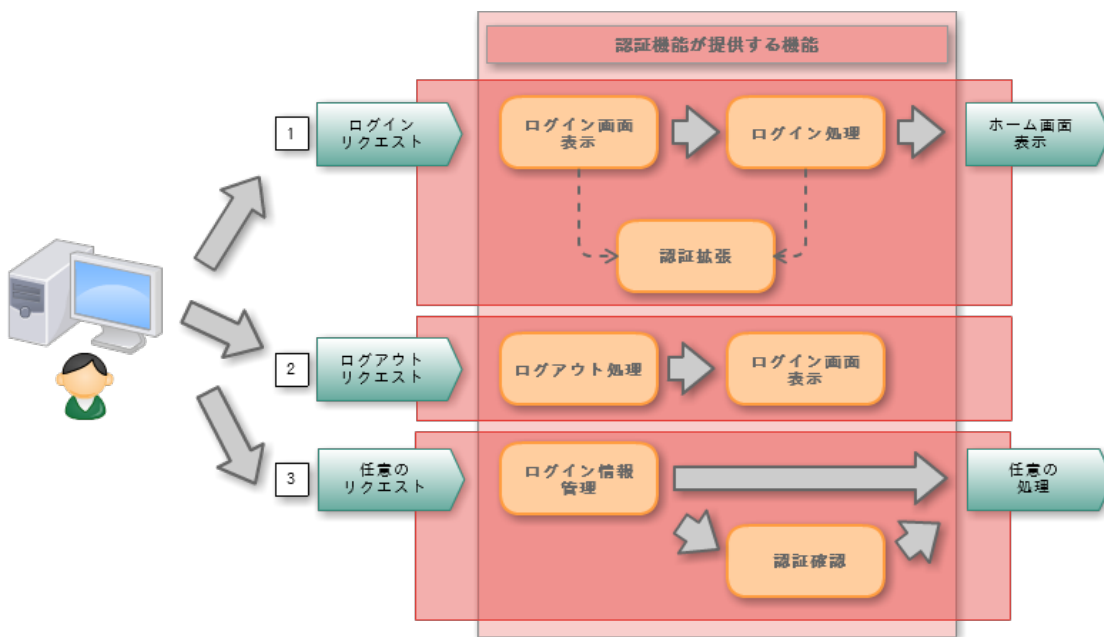 認証機能が提供する機能
1
ログイン
リクエスト
ログイン画面
表示
ログイン処理
ホーム画面
表示
認証拡張
2
ログアウト
リクエスト
ログアウト処理
ログイン画面
表示
3
任意の
リクエスト
ログイン情報
管理
任意の
処理
認証確認